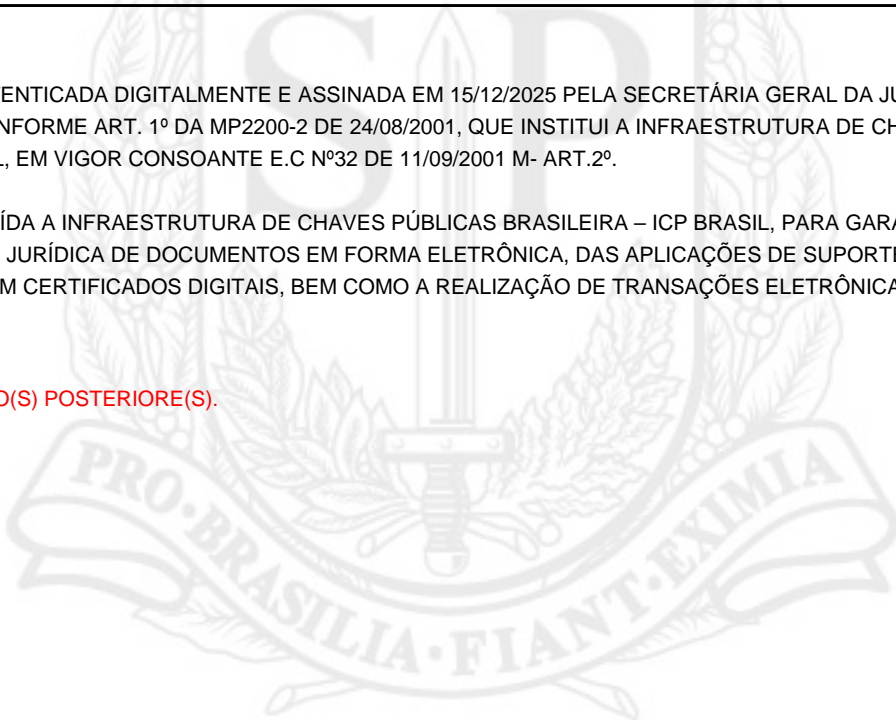 ENTICADA DIGITALMENTE E ASSINADA EM 15/12/2025 PELA SECRETÁRIA GERAL DA JU
NFORME ART. 1º DA MP2200-2 DE 24/08/2001, QUE INSTITUI A INFRAESTRUTURA DE CH
L, EM VIGOR CONSOANTE E.C Nº32 DE 11/09/2001 M- ART.2º.
ÍDA A INFRAESTRUTURA DE CHAVES PÚBLICAS BRASILEIRA – ICP BRASIL, PARA GARA
JURÍDICA DE DOCUMENTOS EM FORMA ELETRÔNICA, DAS APLICAÇÕES DE SUPORTE
M CERTIFICADOS DIGITAIS, BEM COMO A REALIZAÇÃO DE TRANSAÇÕES ELETRÔNICA
O(S) POSTERIORE(S).
SP
PRO·BRASILIA·FIANT·EXIMIA